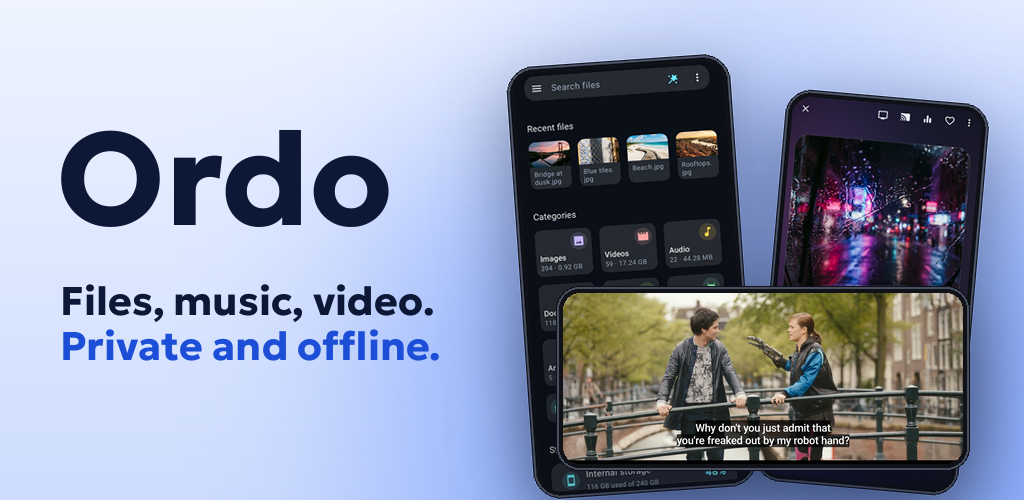 Ordo
Files, music, video.
Private and offline.
Search files
Recent files
Bridge at
dusk.jpg
Blue tiles.
jpg
Beach.jpg
Rooftops.
jpg
Categories
Images
394 · 0.92 GB
Videos
59 · 17.24 GB
Audio
22 · 44.28 MB
Why don't you just admit that
you're freaked out by my robot hand?
Internal storage
116 GB used of 240 GB
48%